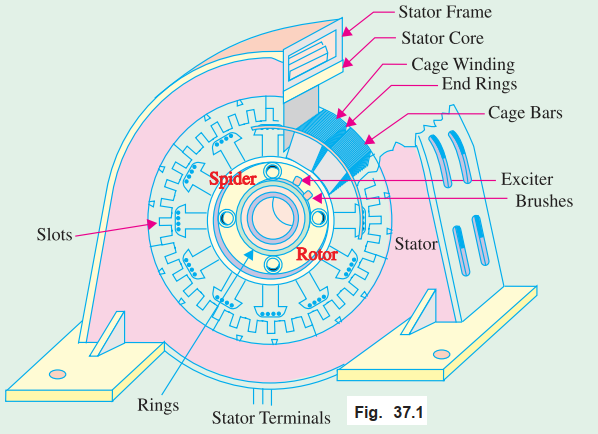 Stator Frame
Stator Core
Cage Winding
End Rings
Cage Bars
Spider
Exciter
Brushes
Slots
Stator
Rotor
Rings
Stator Terminals
Fig. 37.1